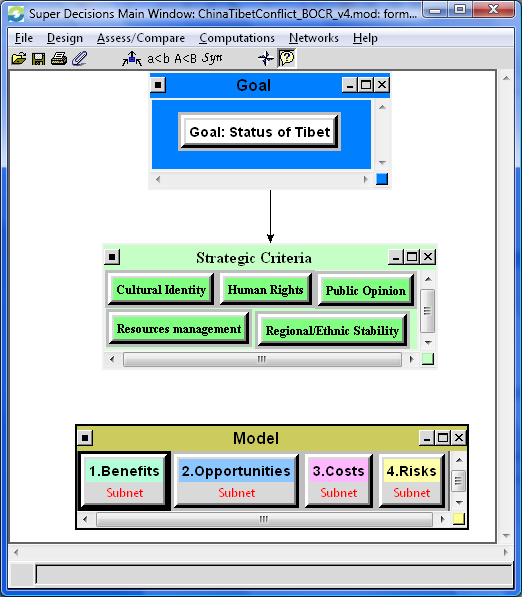 Super Decisions Main Window: ChinaTibetConflict_BOCR_v4.mod: form...
File Design Assess/Compare Computations Networks Help
a<b A<B Syn
Goal
Goal: Status of Tibet
Strategic Criteria
Cultural Identity Human Rights Public Opinion
Resources management Regional/Ethnic Stability
Model
1.Benefits 2.Opportunities 3.Costs 4.Risks
Subnet Subnet Subnet Subnet